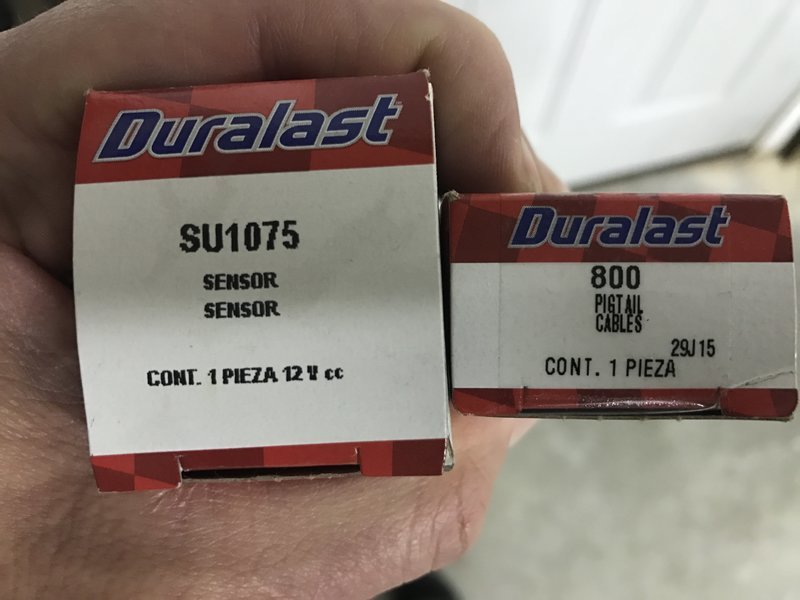 Duralast
SU1075
SENSOR
SENSOR
CONT. 1 PIEZA 12 V cc
Duralast
800
PIGTAIL
CABLES
29J15
CONT. 1 PIEZA